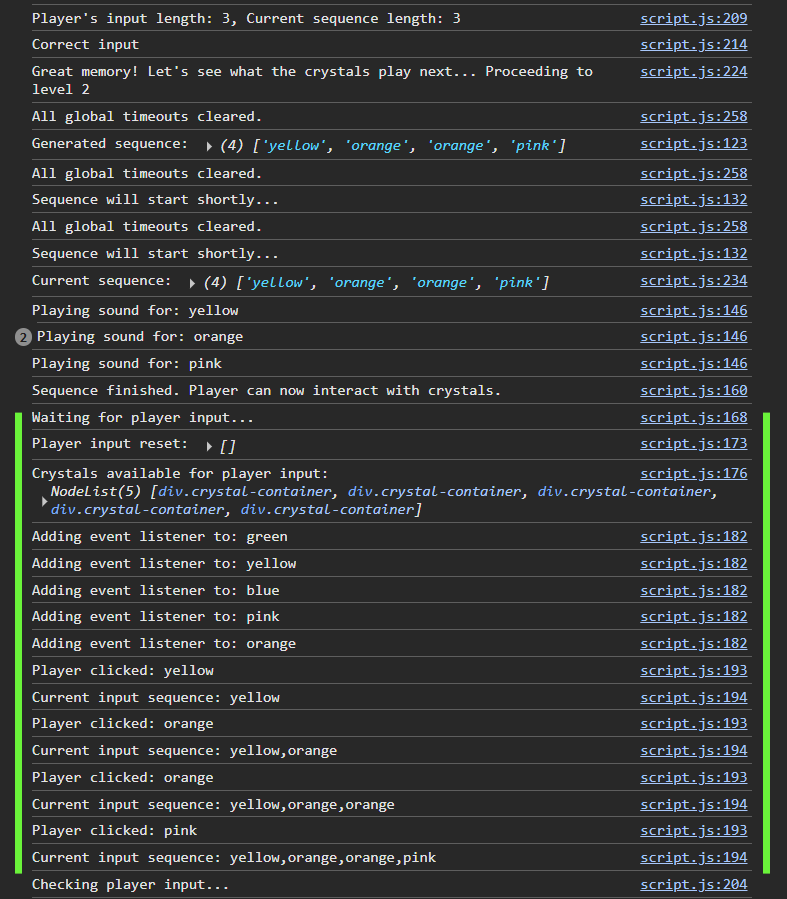 Player's input length: 3, Current sequence length: 3 script.js:209
Correct input script.js:214
Great memory! Let's see what the crystals play next... Proceeding to script.js:224
level 2
All global timeouts cleared. script.js:258
Generated sequence: (4) ['yellow', 'orange', 'orange', 'pink'] script.js:123
All global timeouts cleared. script.js:258
Sequence will start shortly... script.js:132
All global timeouts cleared. script.js:258
Sequence will start shortly... script.js:132
Current sequence: (4) ['yellow', 'orange', 'orange', 'pink'] script.js:234
Playing sound for: yellow script.js:146
2 Playing sound for: orange script.js:146
Playing sound for: pink script.js:146
Sequence finished. Player can now interact with crystals. script.js:160
Waiting for player input... script.js:168
Player input reset: [] script.js:173
Crystals available for player input: script.js:176
NodeList(5) [div.crystal-container, div.crystal-container, div.crystal-container,
div.crystal-container, div.crystal-container]
Adding event listener to: green script.js:182
Adding event listener to: yellow script.js:182
Adding event listener to: blue script.js:182
Adding event listener to: pink script.js:182
Adding event listener to: orange script.js:182
Player clicked: yellow script.js:193
Current input sequence: yellow script.js:194
Player clicked: orange script.js:193
Current input sequence: yellow,orange script.js:194
Player clicked: orange script.js:193
Current input sequence: yellow,orange,orange script.js:194
Player clicked: pink script.js:193
Current input sequence: yellow,orange,orange,pink script.js:194
Checking player input... script.js:204